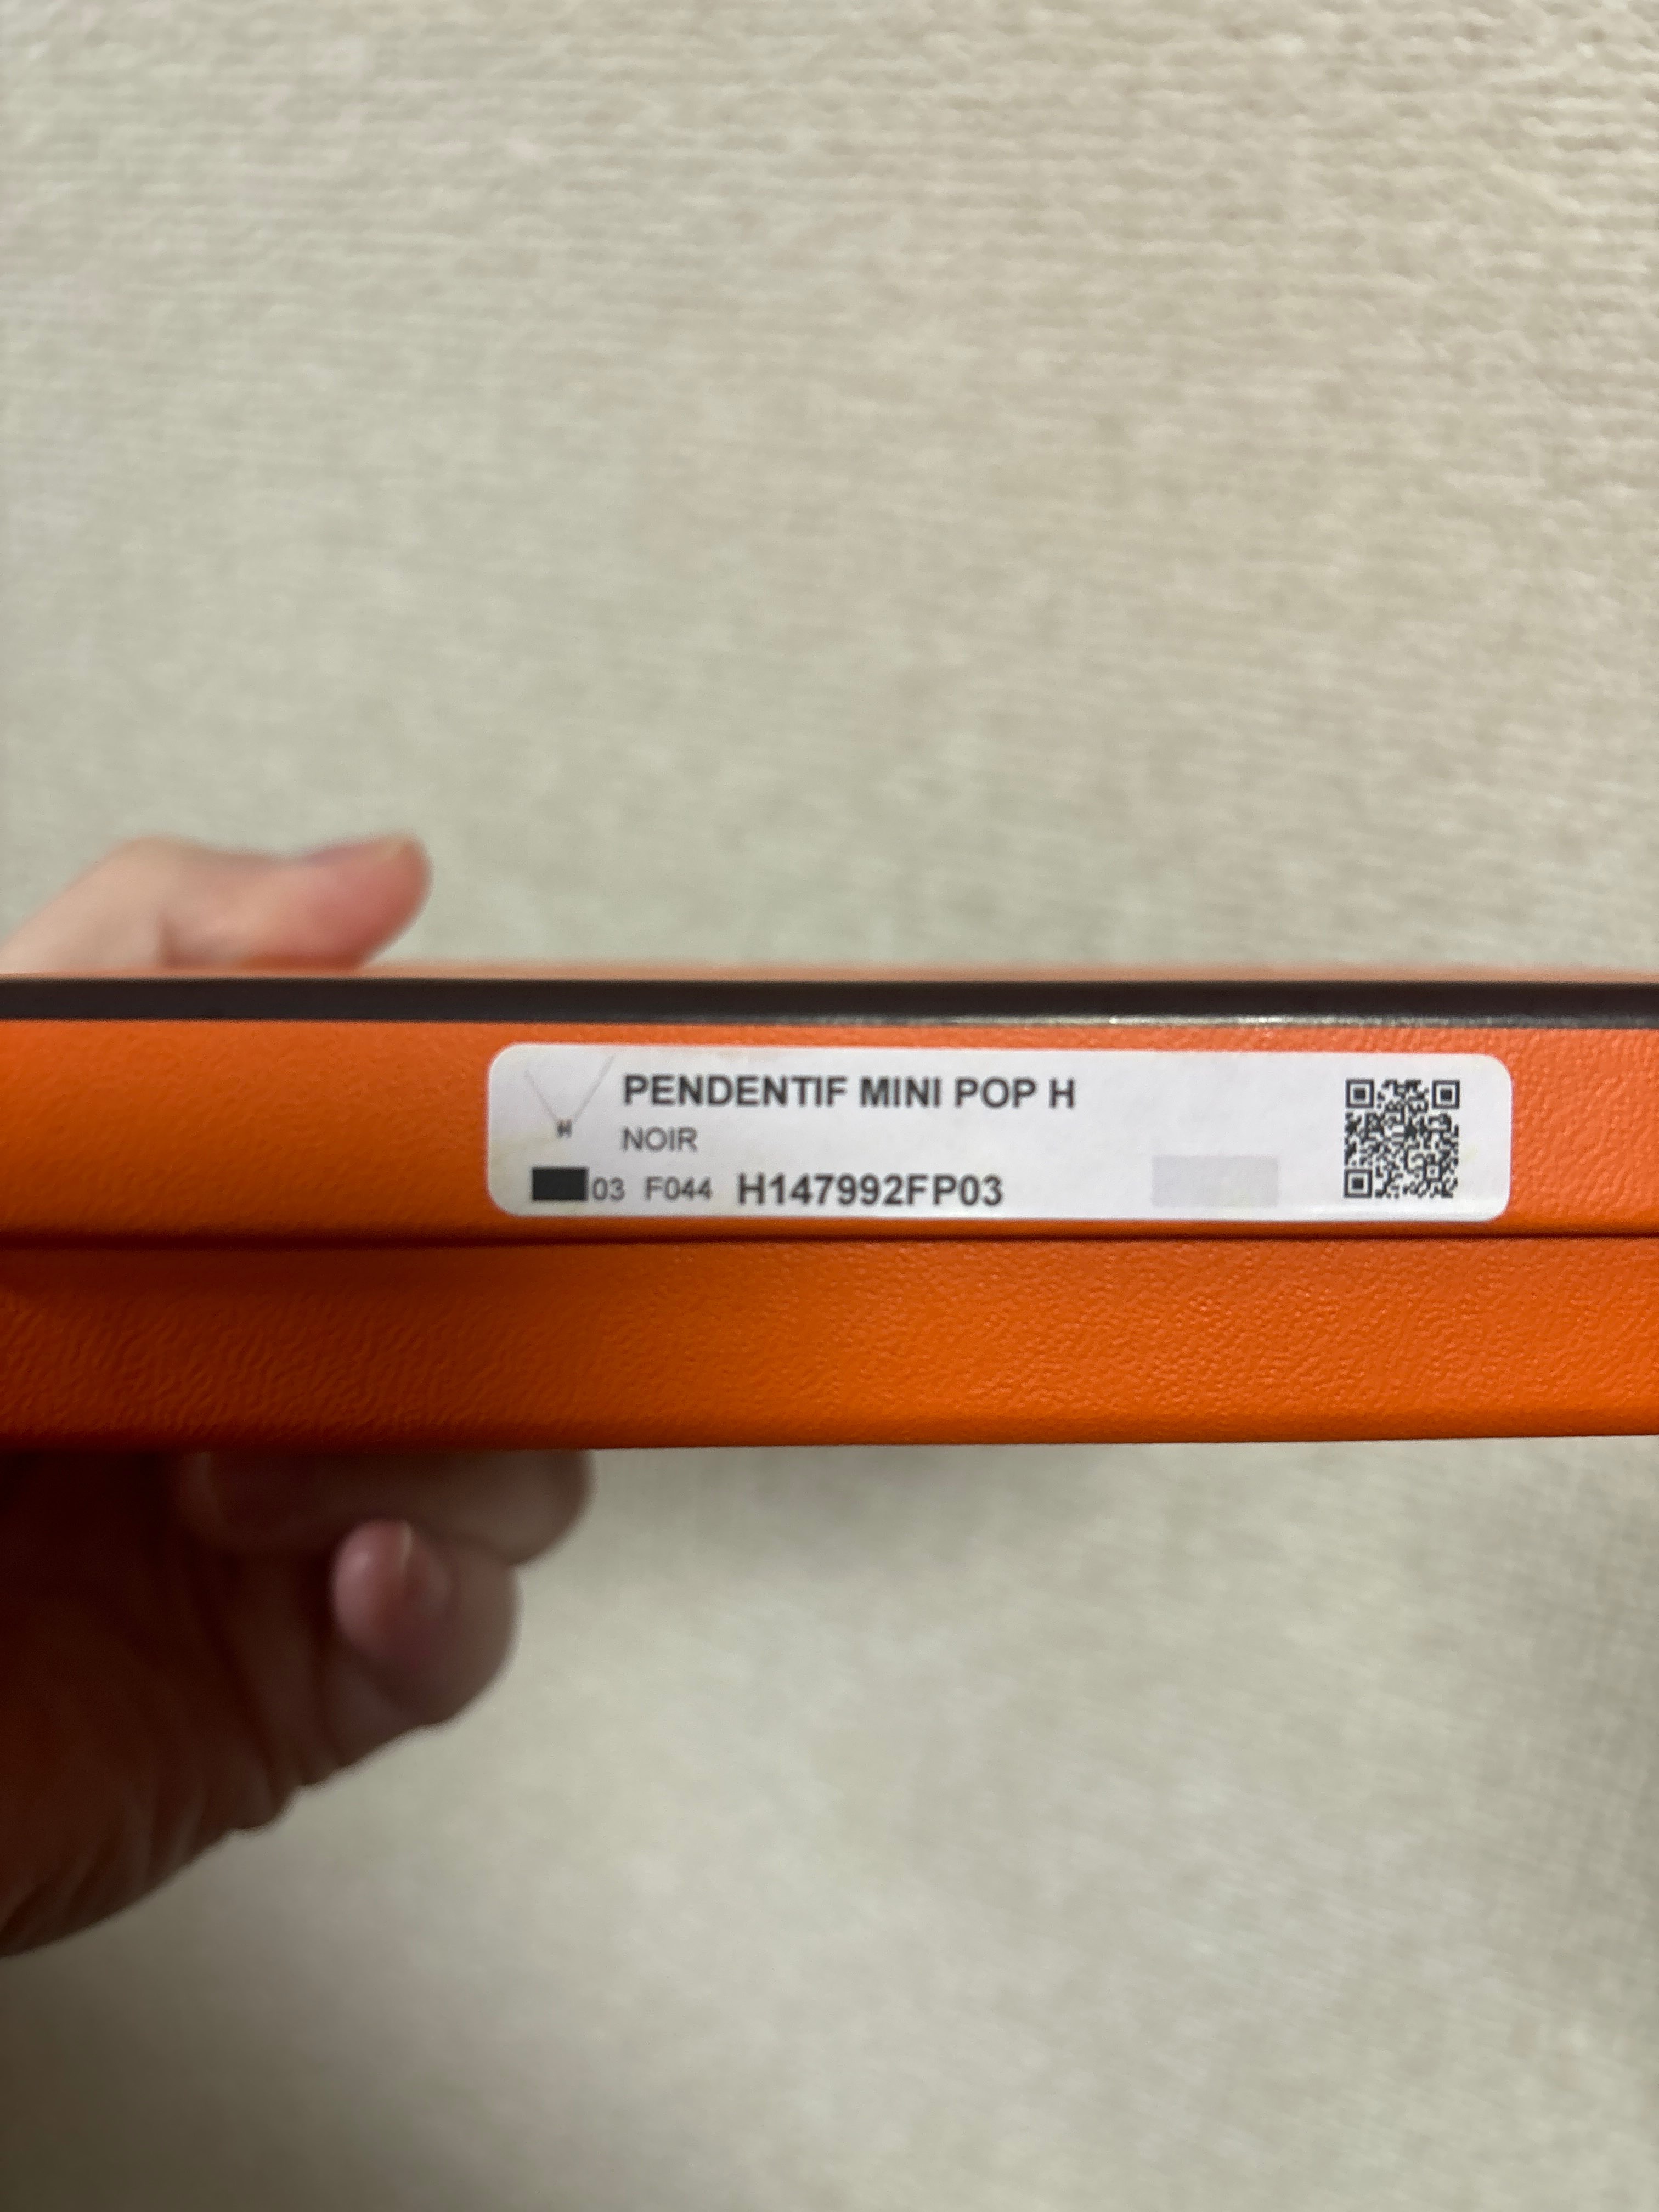 PENDENTIF MINI POP H
NOIR
03 F044 H147992FP03